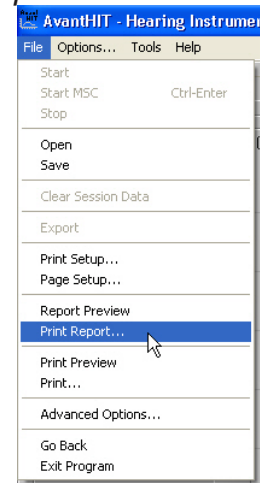 AvantHIT - Hearing Instrume
File Options... Tools Help
Start
Start MSC Ctrl-Enter
Stop
Open
Save
Clear Session Data
Export
Print Setup...
Page Setup...
Report Preview
Print Report...
Print Preview
Print...
Advanced Options...
Go Back
Exit Program